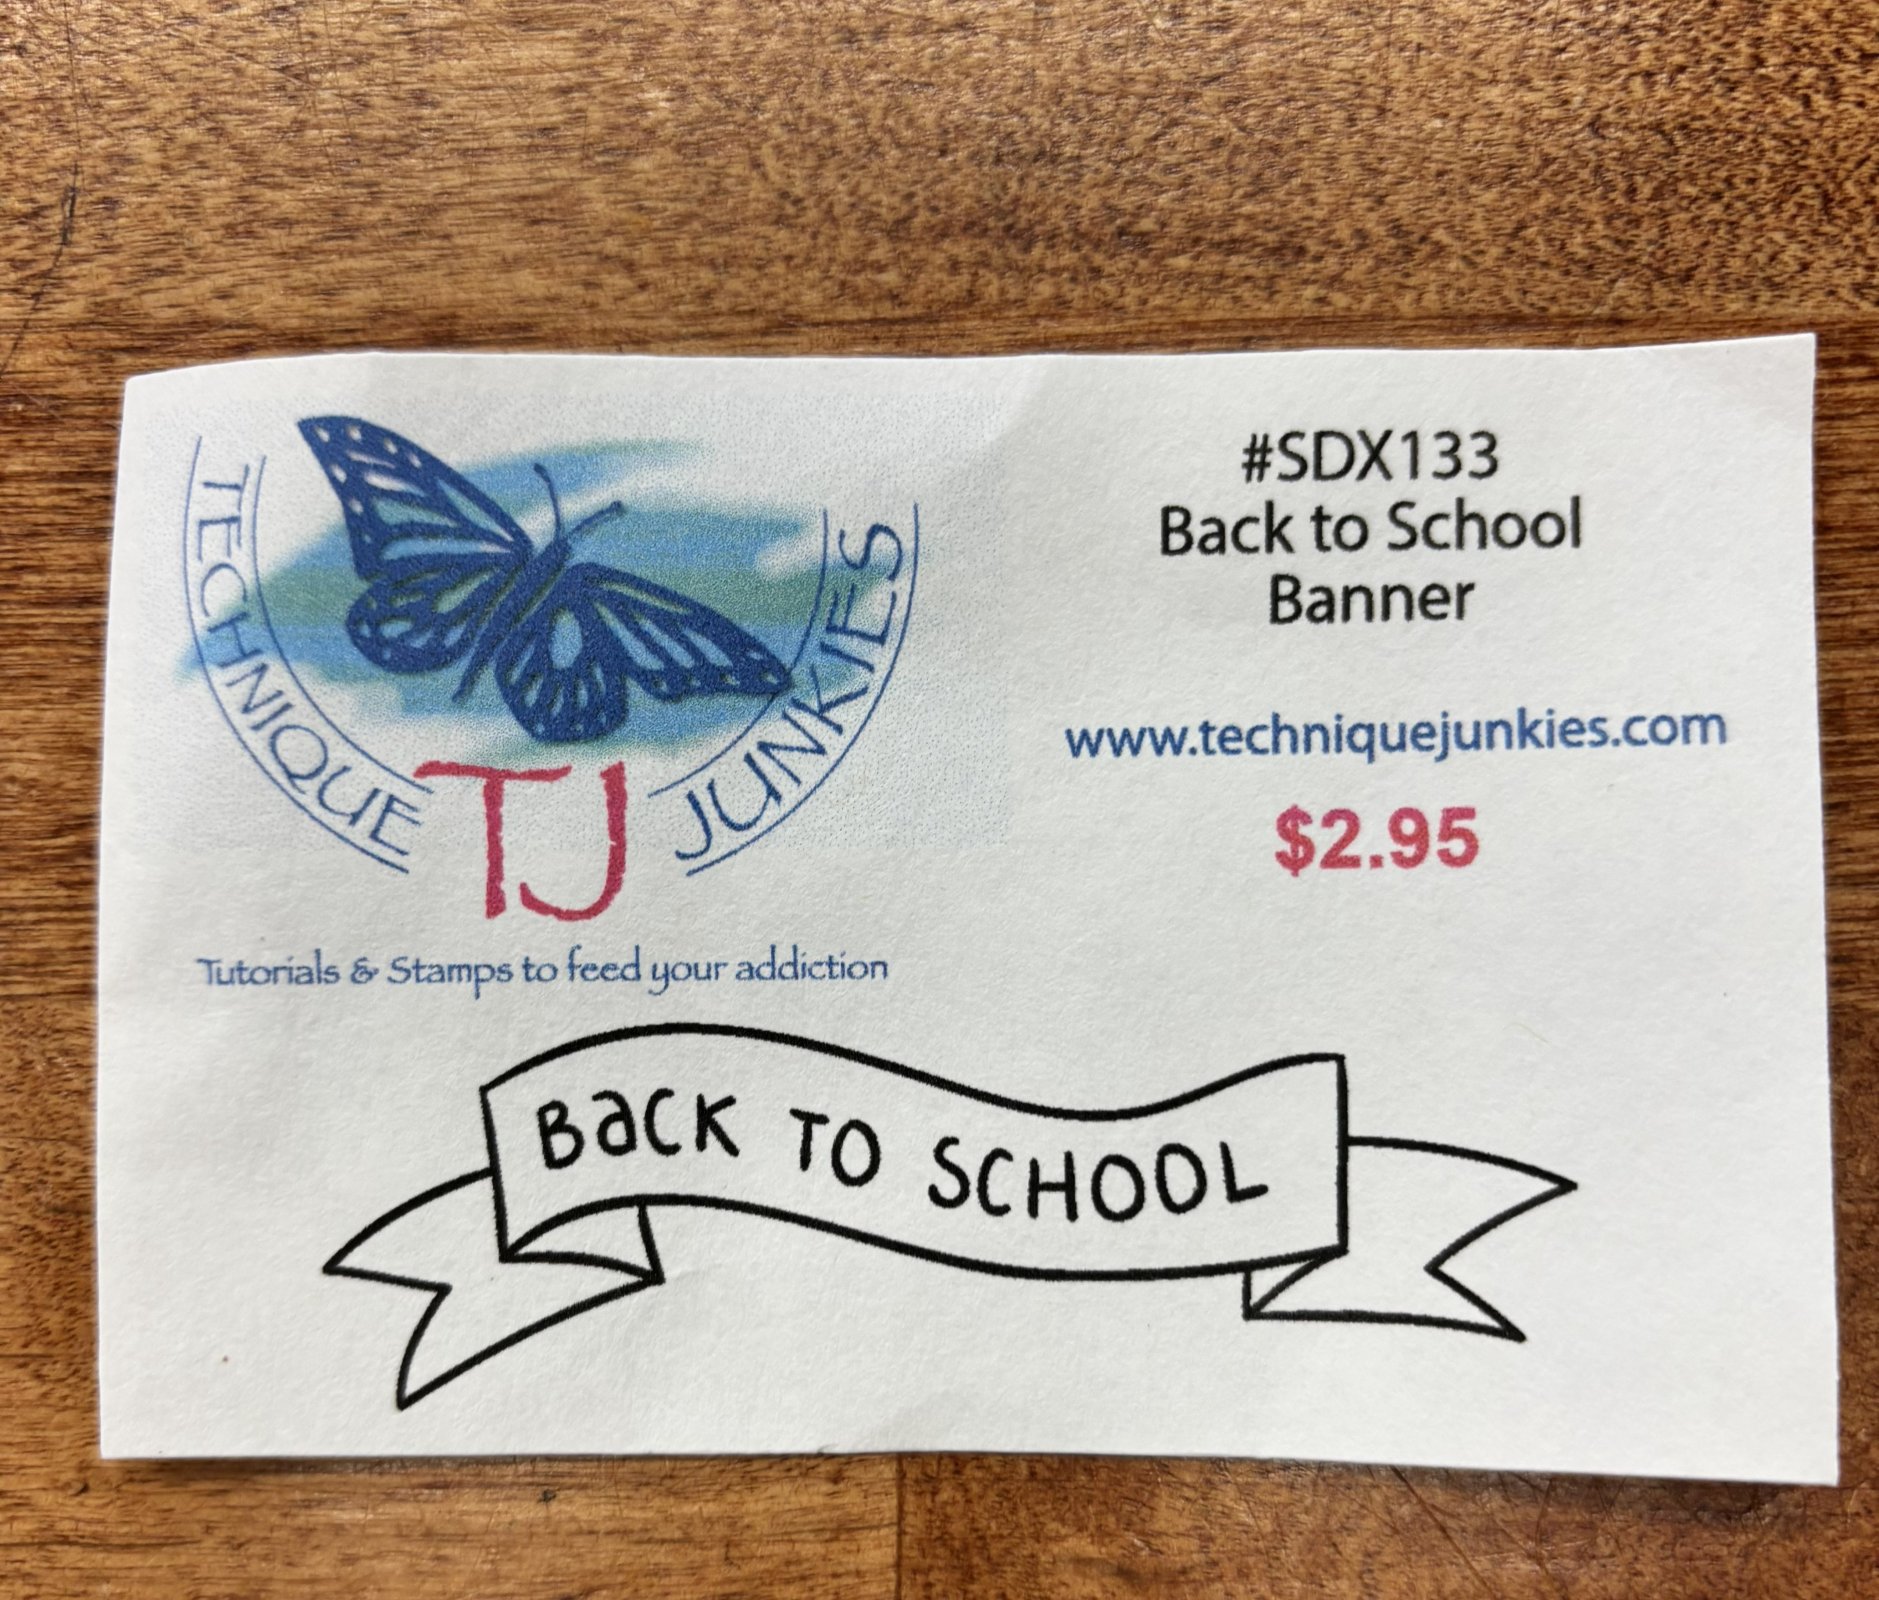 TECHNIQUE JUNKIES
TJ
Tutorials & Stamps to feed your addiction
#SDX133
Back to School
Banner
www.techniquejunkies.com
$2.95
BaCK TO SCHOOL